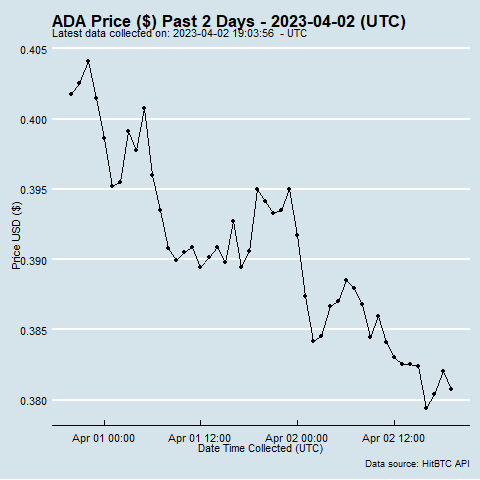 ADA Price ($) Past 2 Days - 2023-04-02 (UTC)
Latest data collected on: 2023-04-02 19:03:56  - UTC
0.405
0.400
0.395
0.390
0.385
0.380
Price USD ($)
Apr 01 00:00
Apr 01 12:00
Apr 02 00:00
Apr 02 12:00
Date Time Collected (UTC)
Data source: HitBTC API